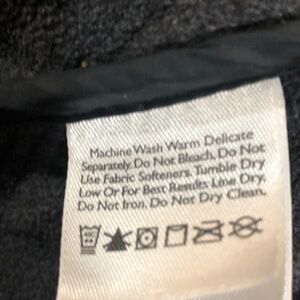 Machine Wash Warm Delicate
Separately. Do Not Bleach. Do Not
Use Fabric Softeners. Tumble Dry
Low Or For Best Results Line Dry.
Do Not Iron. Do Not Dry Clean.